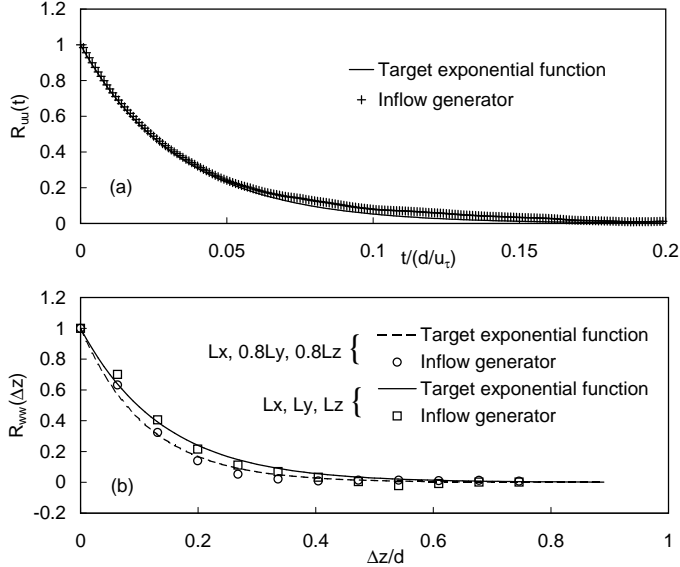 1.2
1
0.8
0.6
0.4
0.2
0
R_uu(t)
Target exponential function
Inflow generator
(a)
0 0.05 0.1 0.15 0.2
t/(d/u_τ)
1.2
1
0.8
0.6
0.4
0.2
0
-0.2
R_ww(Δz)
Lx, 0.8Ly, 0.8Lz { Target exponential function
Inflow generator
Lx, Ly, Lz { Target exponential function
Inflow generator
(b)
0 0.2 0.4 0.6 0.8 1
Δz/d